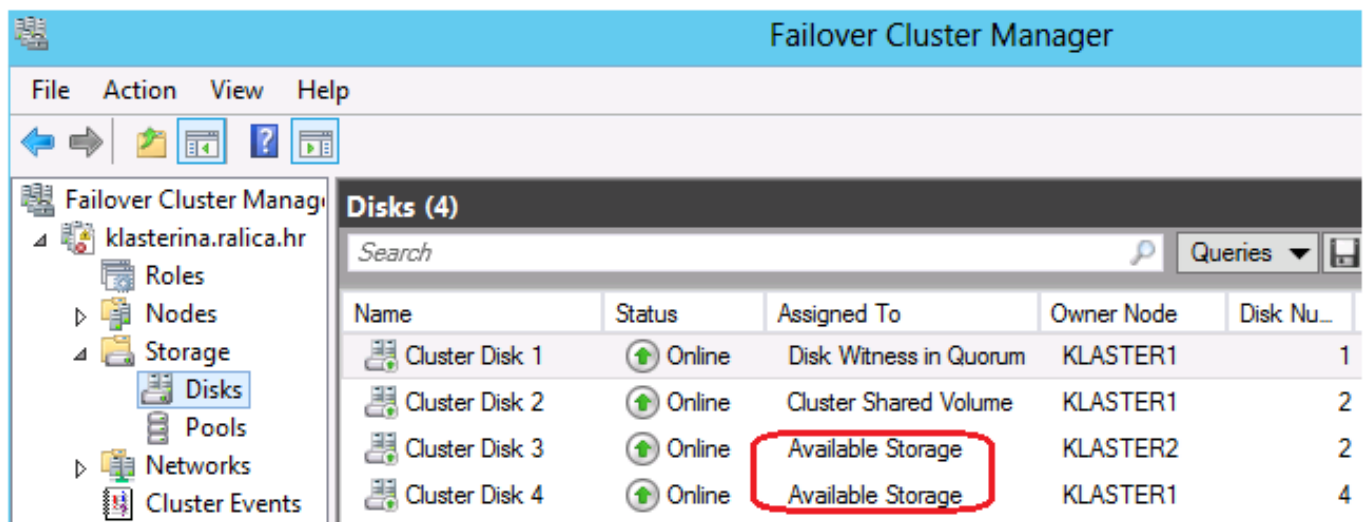 Failover Cluster Manager
File Action View Help
Failover Cluster Manag
klasterina.ralica.hr
Roles
Nodes
Storage
Disks
Pools
Networks
Cluster Events
Disks (4)
Search
Queries
Name Status Assigned To Owner Node Disk Nu...
Cluster Disk 1 Online Disk Witness in Quorum KLASTER1 1
Cluster Disk 2 Online Cluster Shared Volume KLASTER1 2
Cluster Disk 3 Online Available Storage KLASTER2 2
Cluster Disk 4 Online Available Storage KLASTER1 4